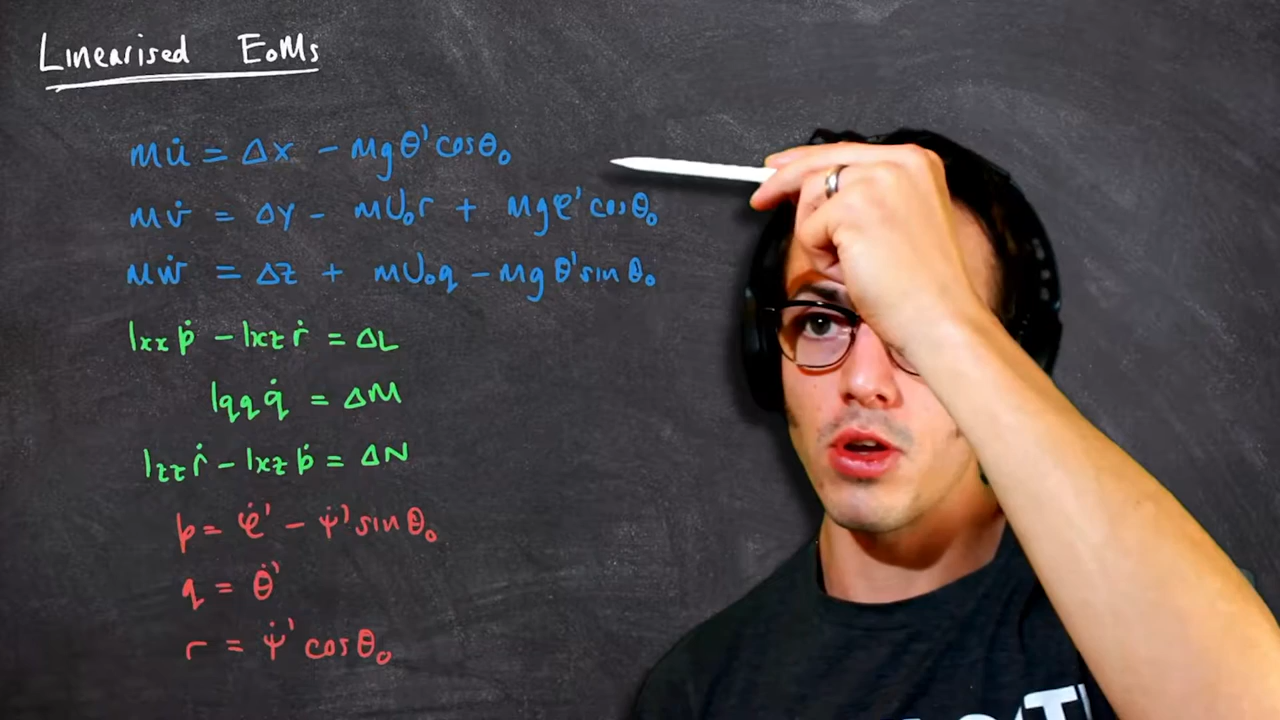 Linearised EoMs
mu̇ = Δx - mgθ'cosθ₀
mv̇ = ΔY - mU₀r + mgφ'cosθ₀
mẇ = Δz + mU₀q - mgθ'sinθ₀
Ixx ṗ - Ixz ṙ = ΔL
Iqq q̇ = ΔM
Izz ṙ - Ixz ṗ = ΔN
p = φ̇' - ψ̇' sinθ₀
q = θ̇'
r = ψ̇' cosθ₀